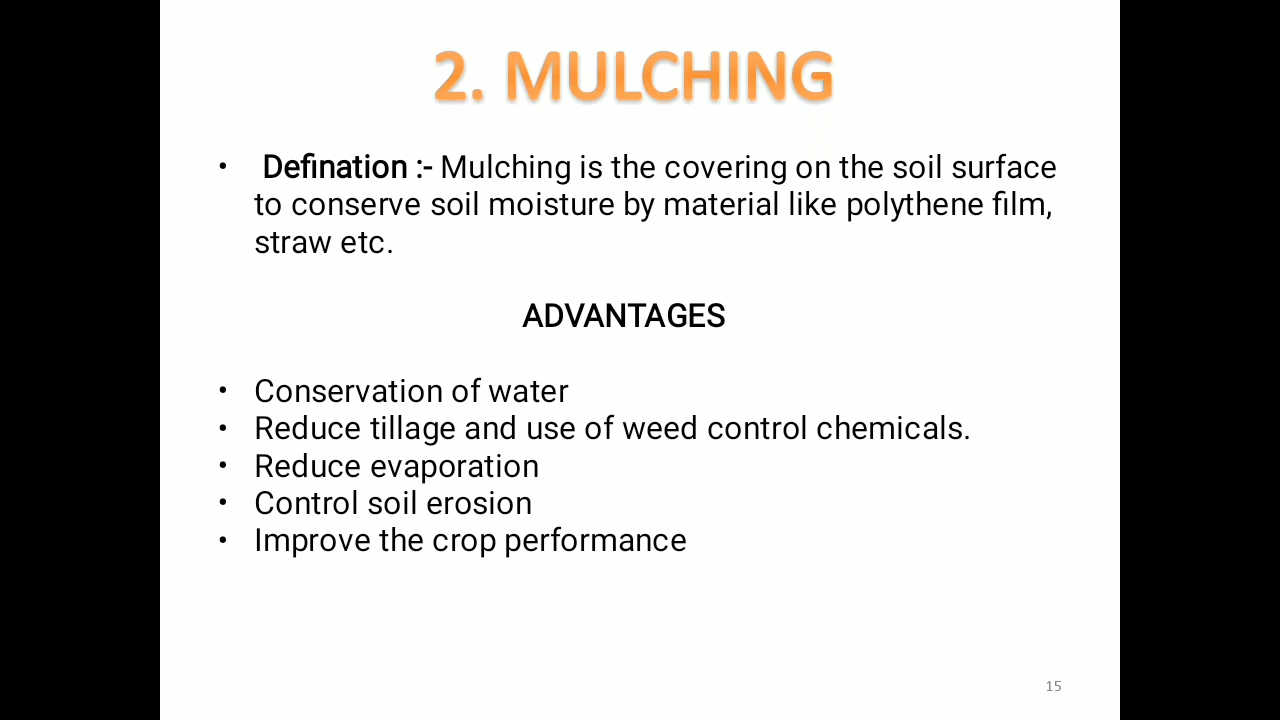 2. MULCHING
• Defination :- Mulching is the covering on the soil surface
to conserve soil moisture by material like polythene film,
straw etc.
ADVANTAGES
• Conservation of water
• Reduce tillage and use of weed control chemicals.
• Reduce evaporation
• Control soil erosion
• Improve the crop performance
15